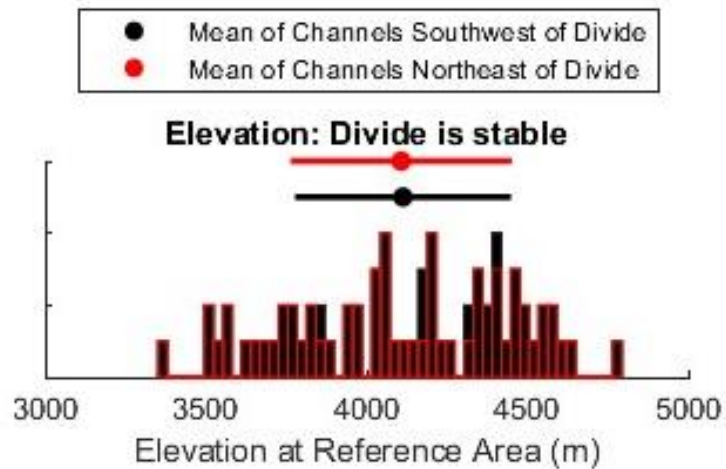 Mean of Channels Southwest of Divide
Mean of Channels Northeast of Divide
Elevation: Divide is stable
3000 3500 4000 4500 5000
Elevation at Reference Area (m)